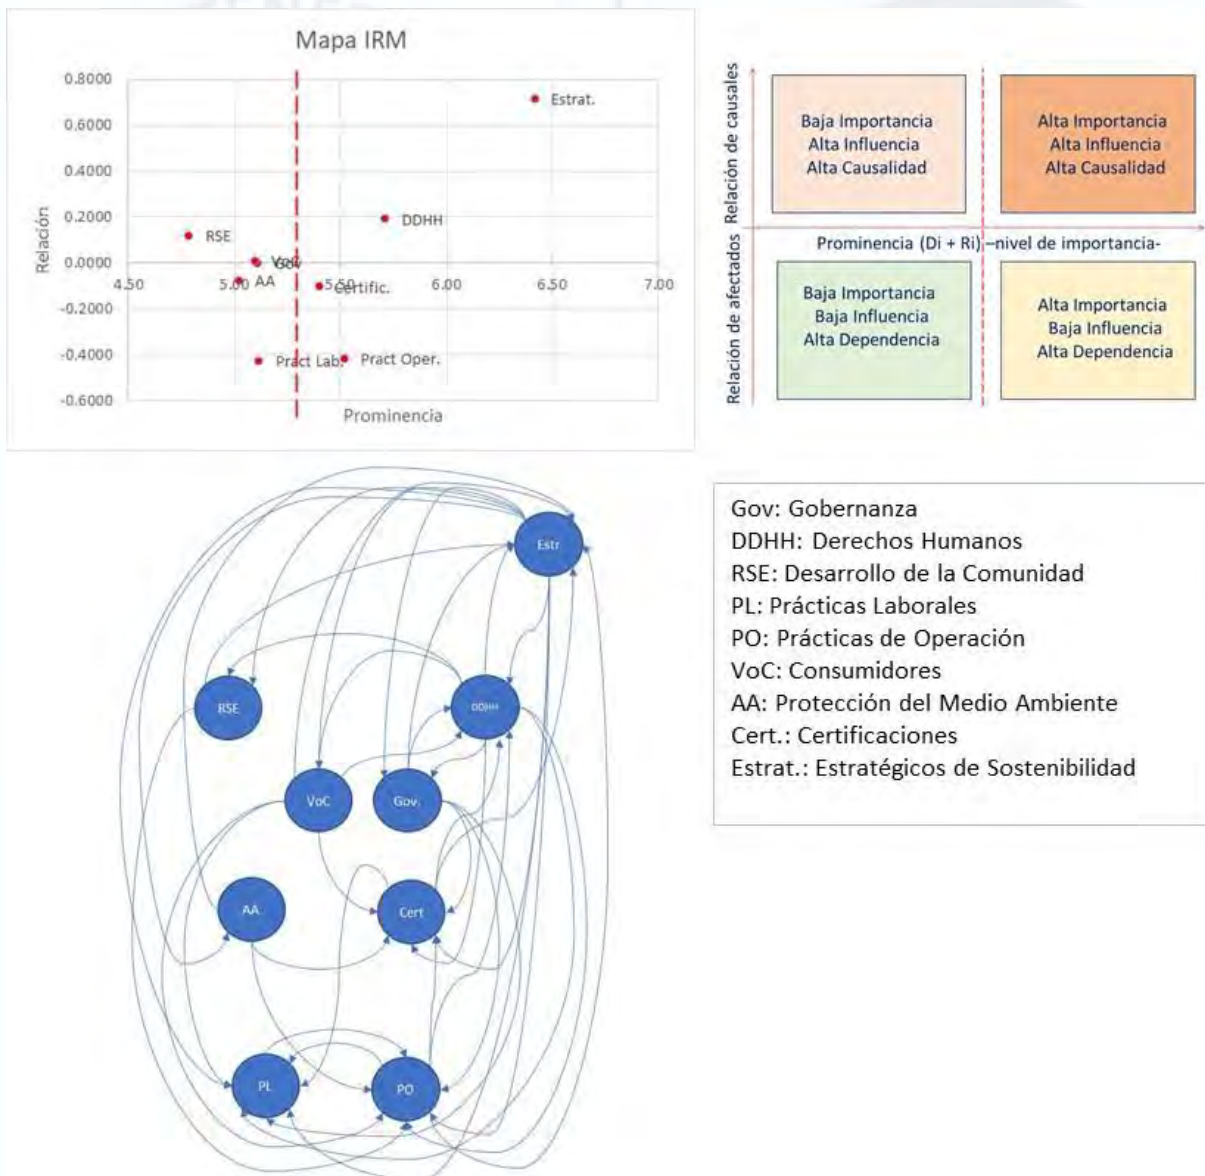 Mapa IRM
0.8000
0.6000
0.4000
0.2000
0.0000
-0.2000
-0.4000
-0.6000
Relación
4.50
5.00
5.50
6.00
6.50
7.00
Prominencia
Estrat.
DDHH
RSE
VoC
Gov
AA
Certific.
Pract Lab.
Pract Oper.
Relación de causales
Relación de afectados
Baja Importancia
Alta Influencia
Alta Causalidad
Alta Importancia
Alta Influencia
Alta Causalidad
Prominencia (Di + Ri) –nivel de importancia-
Baja Importancia
Baja Influencia
Alta Dependencia
Alta Importancia
Baja Influencia
Alta Dependencia
Estr
RSE
DDHH
VoC
Gov.
AA
Cert
PL
PO
Gov: Gobernanza
DDHH: Derechos Humanos
RSE: Desarrollo de la Comunidad
PL: Prácticas Laborales
PO: Prácticas de Operación
VoC: Consumidores
AA: Protección del Medio Ambiente
Cert.: Certificaciones
Estrat.: Estratégicos de Sostenibilidad